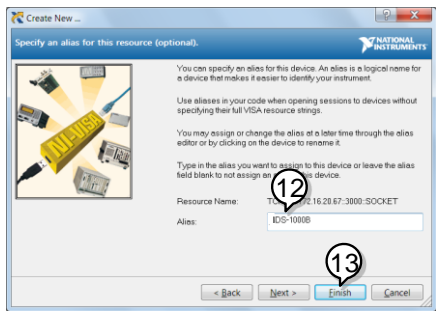 Create New ...
Specify an alias for this resource (optional).
NATIONAL
INSTRUMENTS
You can specify an alias for this device. An alias is a logical name for
a device that makes it easier to identify your instrument.
Use aliases in your code when opening sessions to devices without
specifying their full VISA resource strings.
You may assign or change the alias at a later time through the alias
editor or by clicking on the device to rename it.
Type in the alias you want to assign to this device or leave the alias
field blank to not assign an this device.
NI-VISA
12
Resource Name: 72.16.20.67::3000::SOCKET
Alias: IDS-1000B
13
< Back
Next >
Finish
Cancel